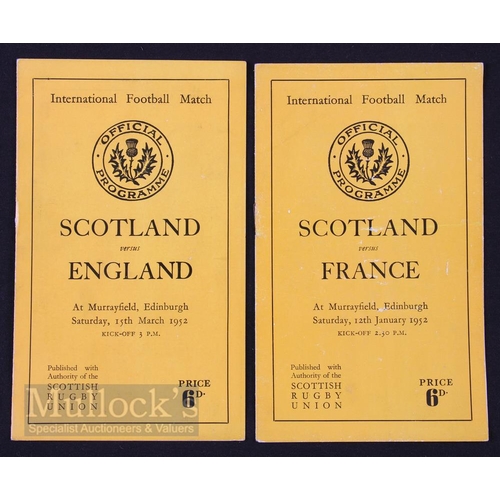 International Football Match
OFFICIAL PROGRAMME
SCOTLAND
versus
ENGLAND
At Murrayfield, Edinburgh
Saturday, 15th March 1952
KICK-OFF 3 P.M.
Published with
Authority of the
SCOTTISH
RUGBY
UNION
PRICE
6D.
Mullock's
Specialist Auctioneers & Valuers
International Football Match
OFFICIAL PROGRAMME
SCOTLAND
versus
FRANCE
At Murrayfield, Edinburgh
Saturday, 12th January 1952
KICK-OFF 2.30 P.M.
Published with
Authority of the
SCOTTISH
RUGBY
UNION
PRICE
6D.